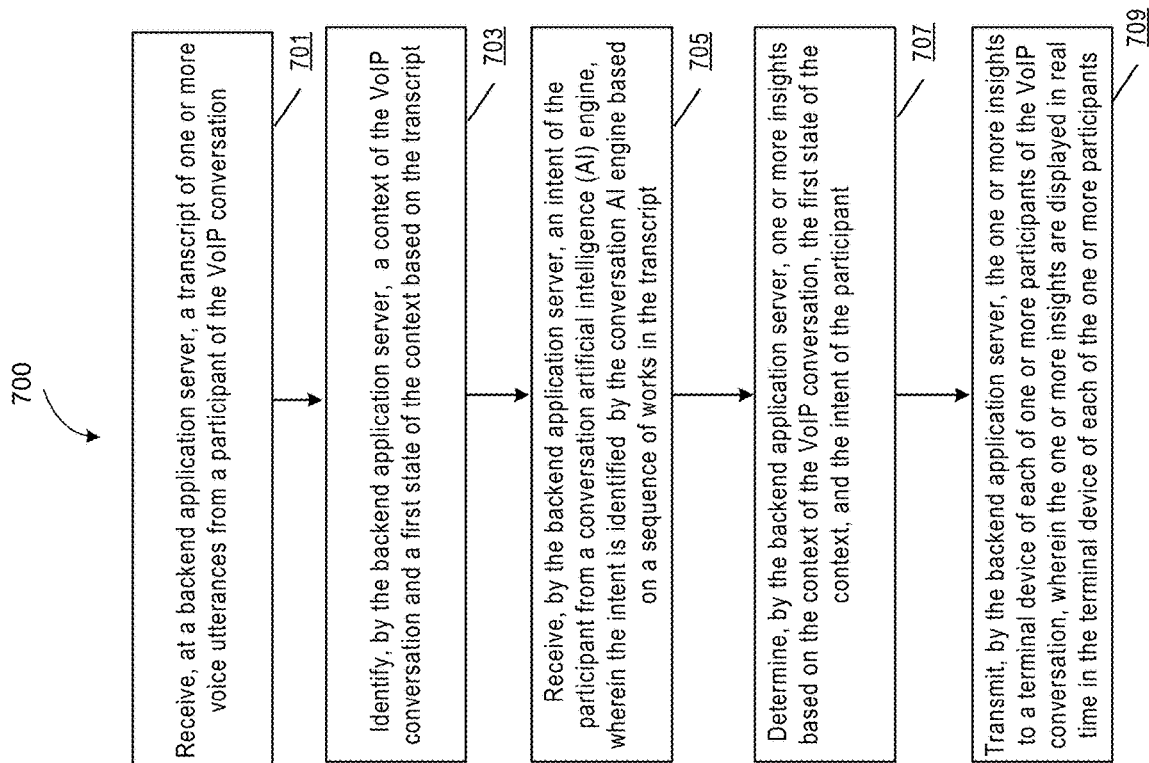 700
Receive, at a backend application server, a transcript of one or more
voice utterances from a participant of the VoIP conversation
701
Identify, by the backend application server, a context of the VoIP
conversation and a first state of the context based on the transcript
703
Receive, by the backend application server, an intent of the
participant from a conversation artificial intelligence (AI) engine,
wherein the intent is identified by the conversation AI engine based
on a sequence of works in the transcript
705
Determine, by the backend application server, one or more insights
based on the context of the VoIP conversation, the first state of the
context, and the intent of the participant
707
Transmit, by the backend application server, the one or more insights
to a terminal device of each of one or more participants of the VoIP
conversation, wherein the one or more insights are displayed in real
time in the terminal device of each of the one or more participants
709